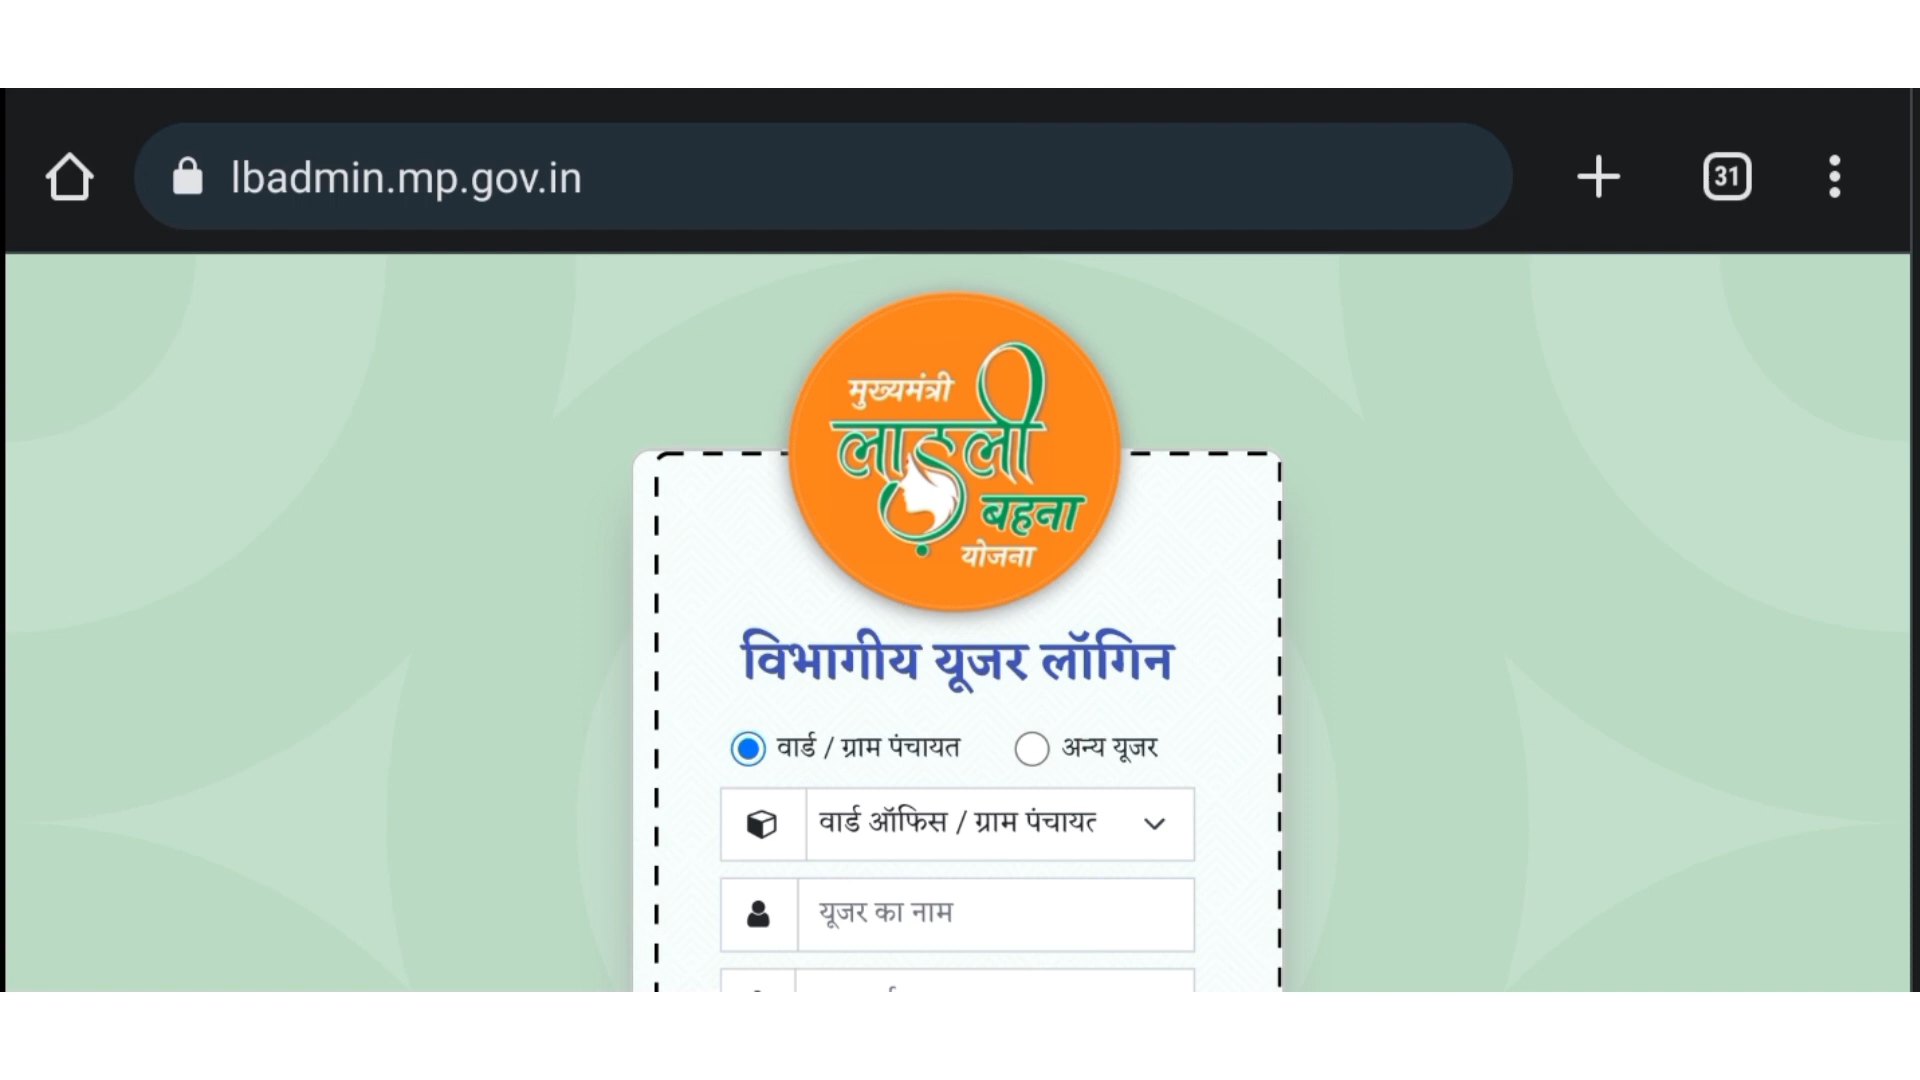 lbadmin.mp.gov.in
31
मुख्यमंत्री
लाड़ली
बहना
योजना
विभागीय यूजर लॉगिन
वार्ड / ग्राम पंचायत
अन्य यूजर
वार्ड ऑफिस / ग्राम पंचायत
यूजर का नाम